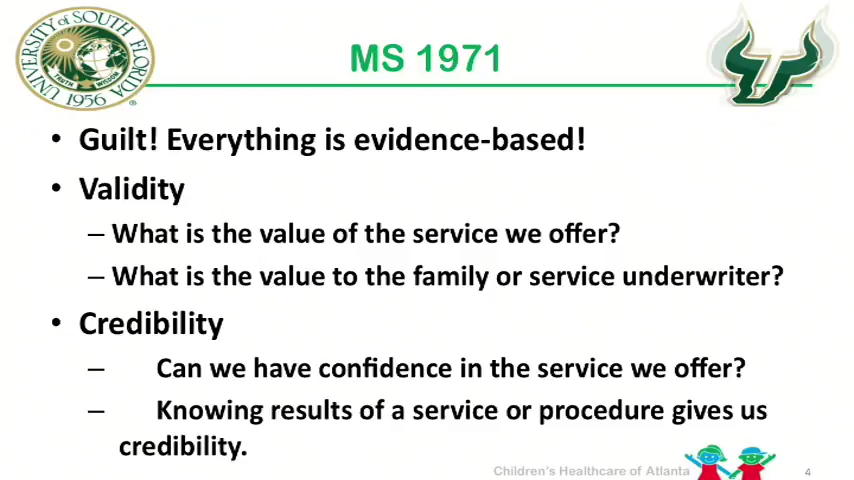 MS 1971
UNIVERSITY of SOUTH FLORIDA
TRUTH WISDOM
1956
• Guilt! Everything is evidence-based!
• Validity
– What is the value of the service we offer?
– What is the value to the family or service underwriter?
• Credibility
– Can we have confidence in the service we offer?
– Knowing results of a service or procedure gives us
credibility.
Children's Healthcare of Atlanta
4